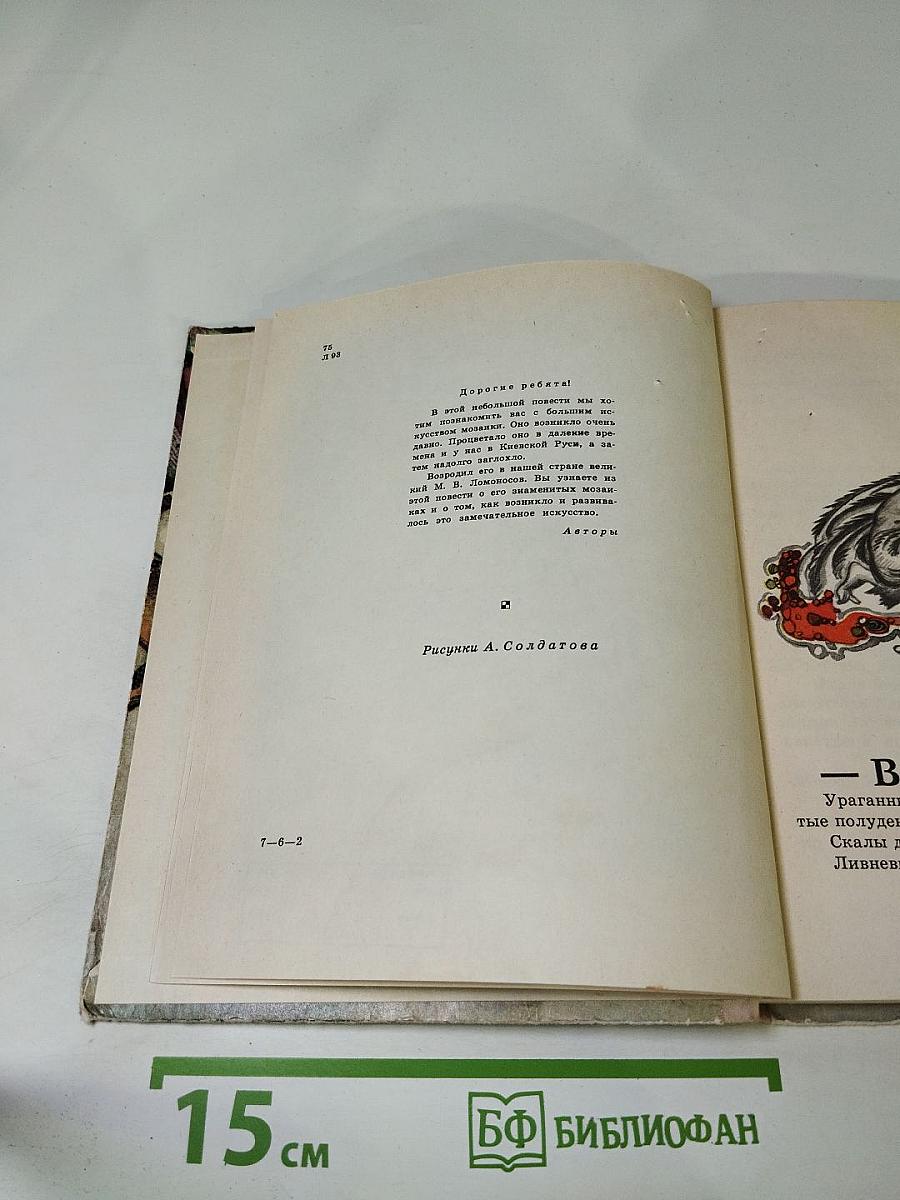 75
Л 93
Дорогие ребята!
В этой небольшой повести мы хо-
тим познакомить вас с большим ис-
кусством мозаики. Оно возникло очень
давно. Процветало оно в далекие вре-
мена и у нас в Киевской Руси, а за-
тем надолго заглохло.
Возродил его в нашей стране вели-
кий М. В. Ломоносов. Вы узнаете из
этой повести о его знаменитых мозаи-
ках и о том, как возникло и развива-
лось это замечательное искусство.
Авторы
Рисунки А. Солдатова
7—6—2
— В
Ураганн
тые полуден
Скалы д
Ливнев
15 см
БФ БИБЛИОФАН